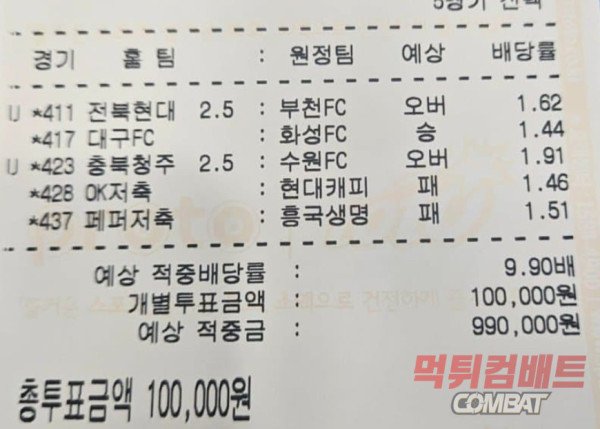 5경기 선택
경기 홀 팀 : 원정팀 예상 배당률
U *411 전북현대 2.5 : 부천FC 오버 1.62
*417 대구FC : 화성FC 승 1.44
U *423 충북청주 2.5 : 수원FC 오버 1.91
*428 OK저축 : 현대캐피 패 1.46
*437 페퍼저축 : 흥국생명 패 1.51
예상 적중배당률 : 9.90배
개별투표금액 : 100,000원
예상 적중금 : 990,000원
총투표금액 100,000원
먹튀컴배트
COMBAT